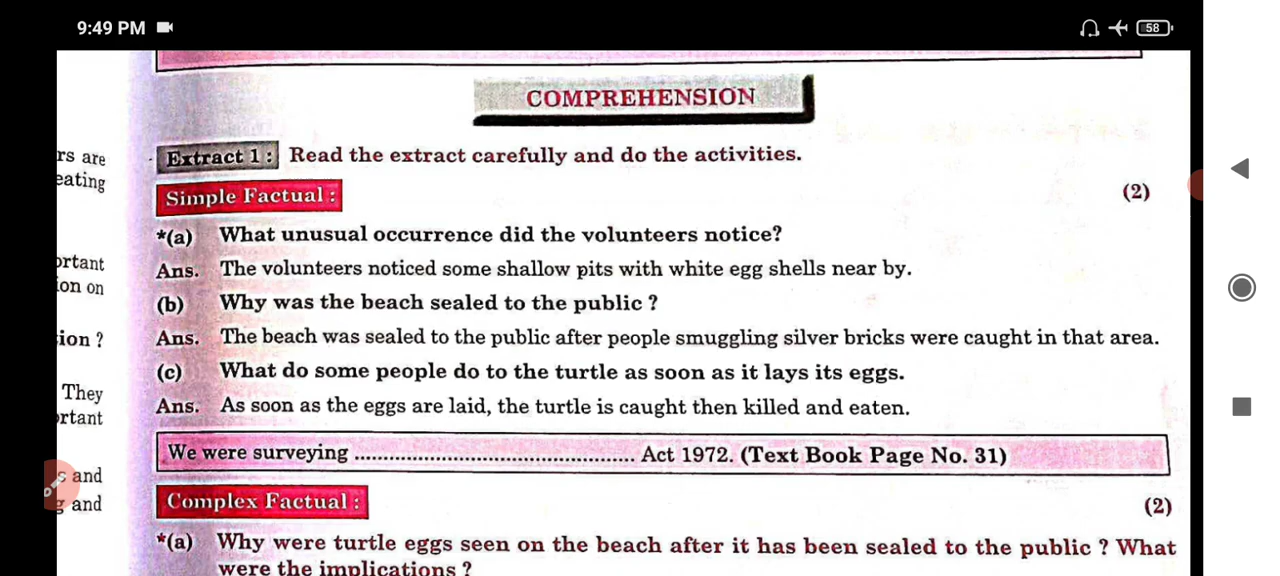 9:49 PM
58
COMPREHENSION
rs are
eating
Extract 1 : Read the extract carefully and do the activities.
Simple Factual : (2)
*(a) What unusual occurrence did the volunteers notice?
ortant
ion on
Ans. The volunteers noticed some shallow pits with white egg shells near by.
(b) Why was the beach sealed to the public ?
ion ?
Ans. The beach was sealed to the public after people smuggling silver bricks were caught in that area.
(c) What do some people do to the turtle as soon as it lays its eggs.
They
ortant
Ans. As soon as the eggs are laid, the turtle is caught then killed and eaten.
We were surveying ............................................ Act 1972. (Text Book Page No. 31)
s and
g and
Complex Factual : (2)
*(a) Why were turtle eggs seen on the beach after it has been sealed to the public ? What
were the implications ?